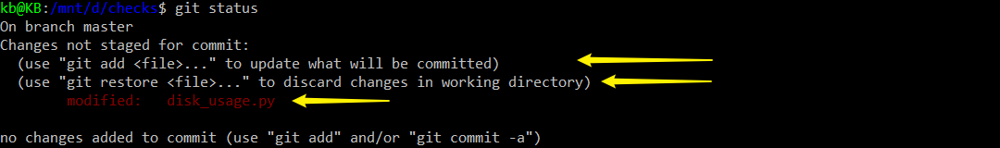 kb@KB:/mnt/d/checks$ git status
On branch master
Changes not staged for commit:
  (use "git add <file>..." to update what will be committed)
  (use "git restore <file>..." to discard changes in working directory)
        modified:   disk_usage.py
no changes added to commit (use "git add" and/or "git commit -a")